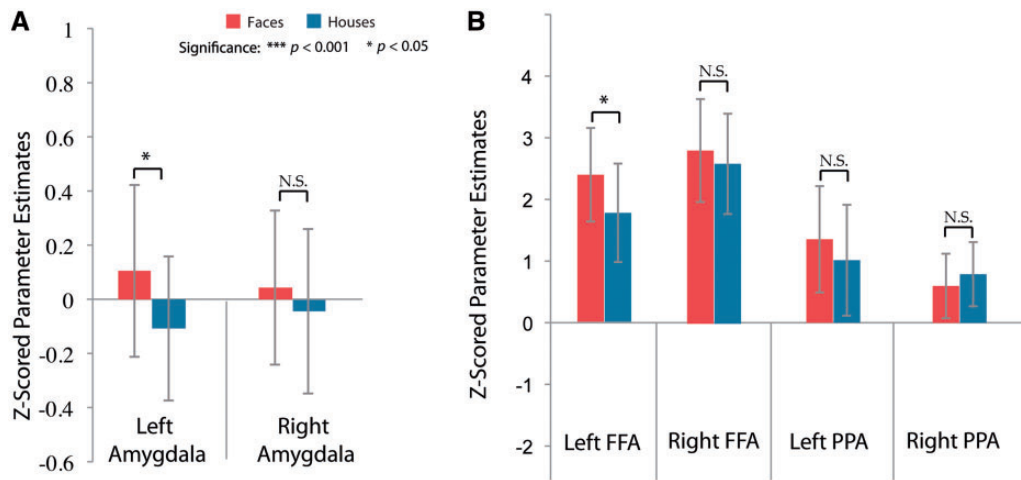 A
Faces Houses
Significance: *** p < 0.001 * p < 0.05
Z-Scored Parameter Estimates
1
0.8
0.6
0.4
0.2
0
-0.2
-0.4
-0.6
*
N.S.
Left
Amygdala
Right
Amygdala
B
Z-Scored Parameter Estimates
4
3
2
1
0
-1
-2
*
N.S.
N.S.
N.S.
Left FFA
Right FFA
Left PPA
Right PPA